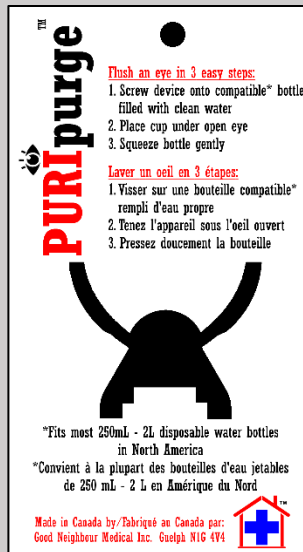 PURIpurge™
Flush an eye in 3 easy steps:
1. Screw device onto compatible* bottle
filled with clean water
2. Place cup under open eye
3. Squeeze bottle gently
Laver un oeil en 3 étapes:
1. Visser sur une bouteille compatible*
rempli d'eau propre
2. Tenez l'appareil sous l'oeil ouvert
3. Pressez doucement la bouteille
*Fits most 250mL - 2L disposable water bottles
in North America
*Convient à la plupart des bouteilles d'eau jetables
de 250 mL - 2 L en Amérique du Nord
Made in Canada by/Fabriqué au Canada par:
Good Neighbour Medical Inc. Guelph N1G 4V4